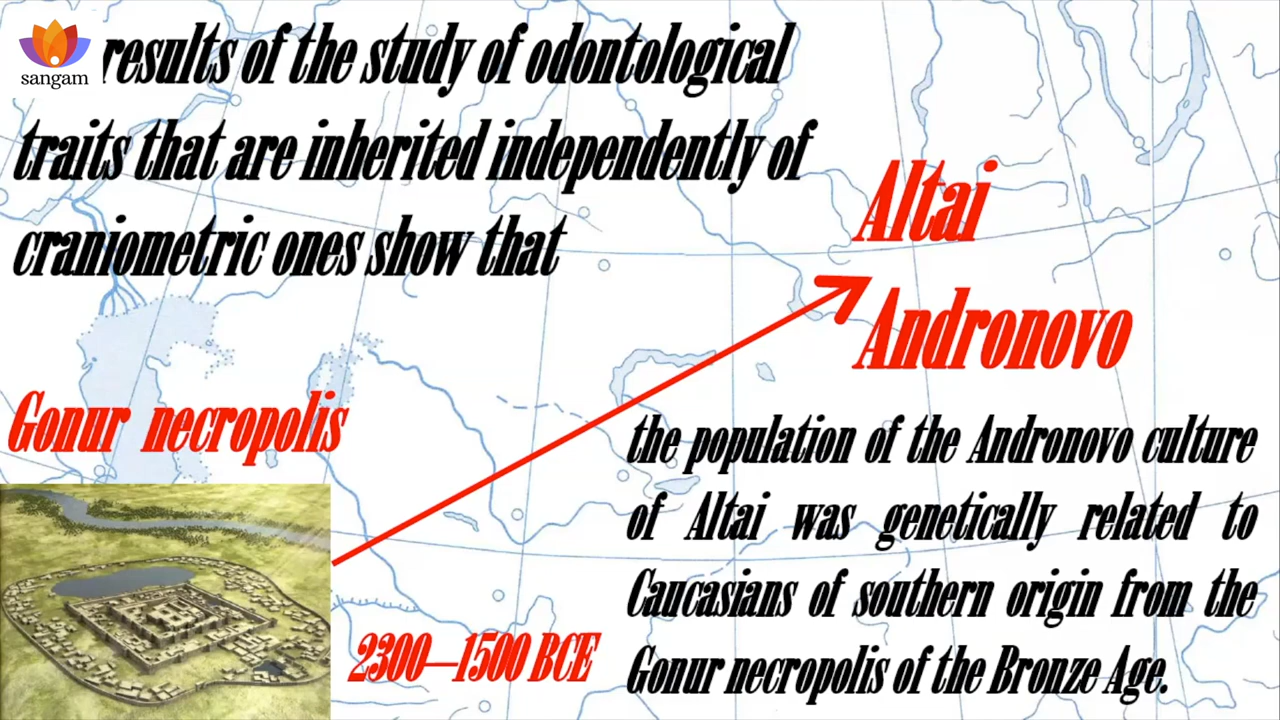 sangam
results of the study of odontological
traits that are inherited independently of
craniometric ones show that
Altai
Andronovo
Gonur necropolis
the population of the Andronovo culture
of Altai was genetically related to
Caucasians of southern origin from the
Gonur necropolis of the Bronze Age.
2300–1500 BCE